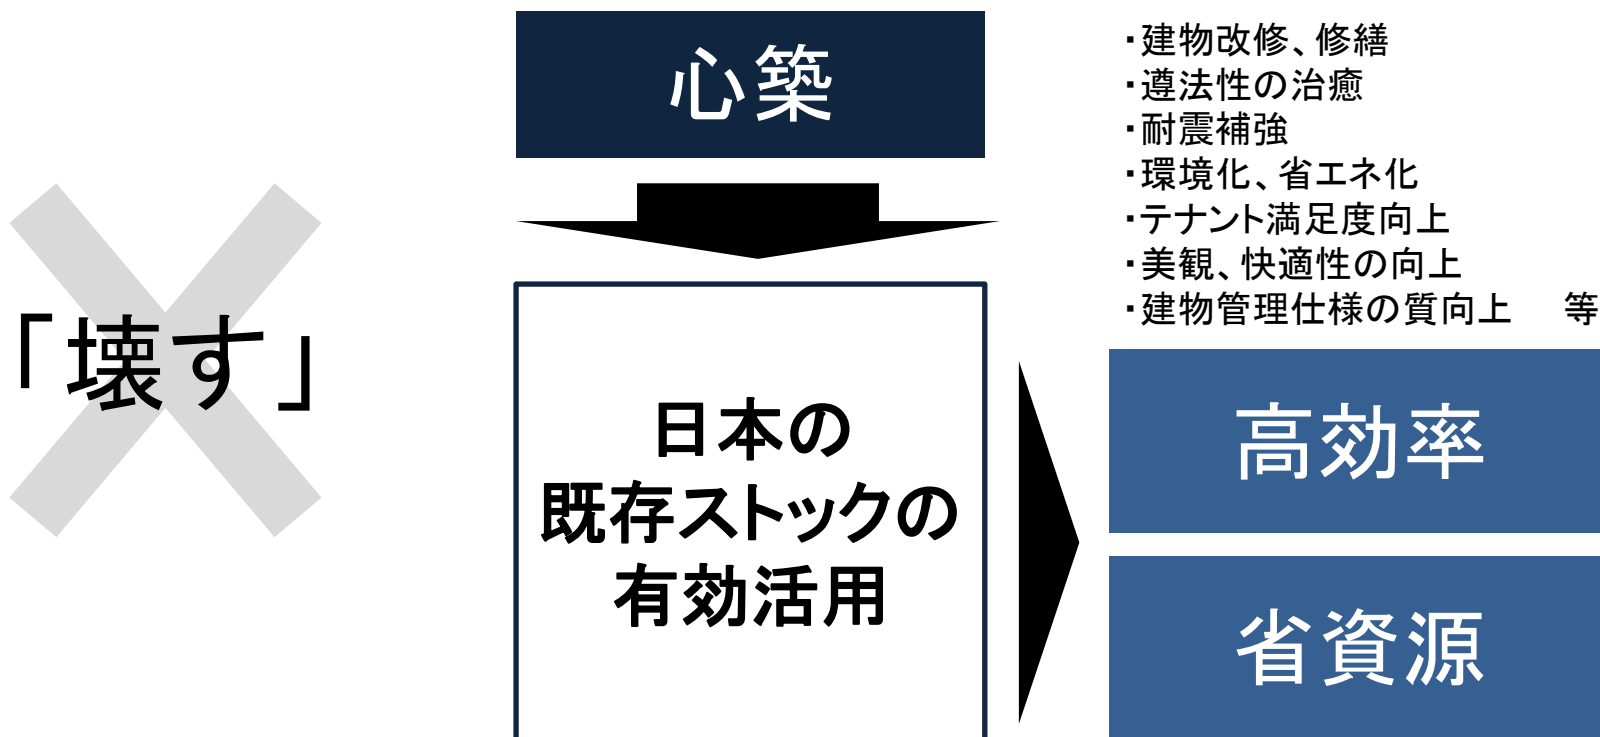 「壊す」
心築
日本の
既存ストックの
有効活用
・建物改修、修繕
・遵法性の治癒
・耐震補強
・環境化、省エネ化
・テナント満足度向上
・美観、快適性の向上
・建物管理仕様の質向上　等
高効率
省資源